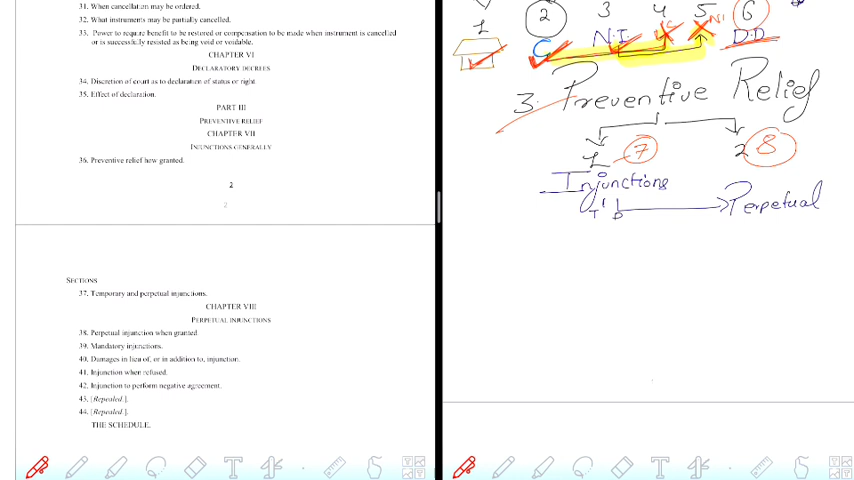 31. When cancellation may be ordered.
32. What instruments may be partially cancelled.
33. Power to require benefit to be restored or compensation to be made when instrument is cancelled
or is successfully resisted as being void or voidable.
CHAPTER VI
DECLARATORY DECREES
34. Discretion of court as to declaration of status or right.
35. Effect of declaration.
PART III
PREVENTIVE RELIEF
CHAPTER VII
INJUNCTIONS GENERALLY
36. Preventive relief how granted.
2
2
SECTIONS
37. Temporary and perpetual injunctions.
CHAPTER VIII
PERPETUAL INJUNCTIONS
38. Perpetual injunction when granted.
39. Mandatory injunctions.
40. Damages in lieu of, or in addition to, injunction.
41. Injunction when refused.
42. Injunction to perform negative agreement.
43. [Repealed.].
44. [Repealed.].
THE SCHEDULE.
1 2 3 4 5 6
C N.I C N1 D.D
3. Preventive Relief
1 7 2 8
Injunctions
T P Perpetual